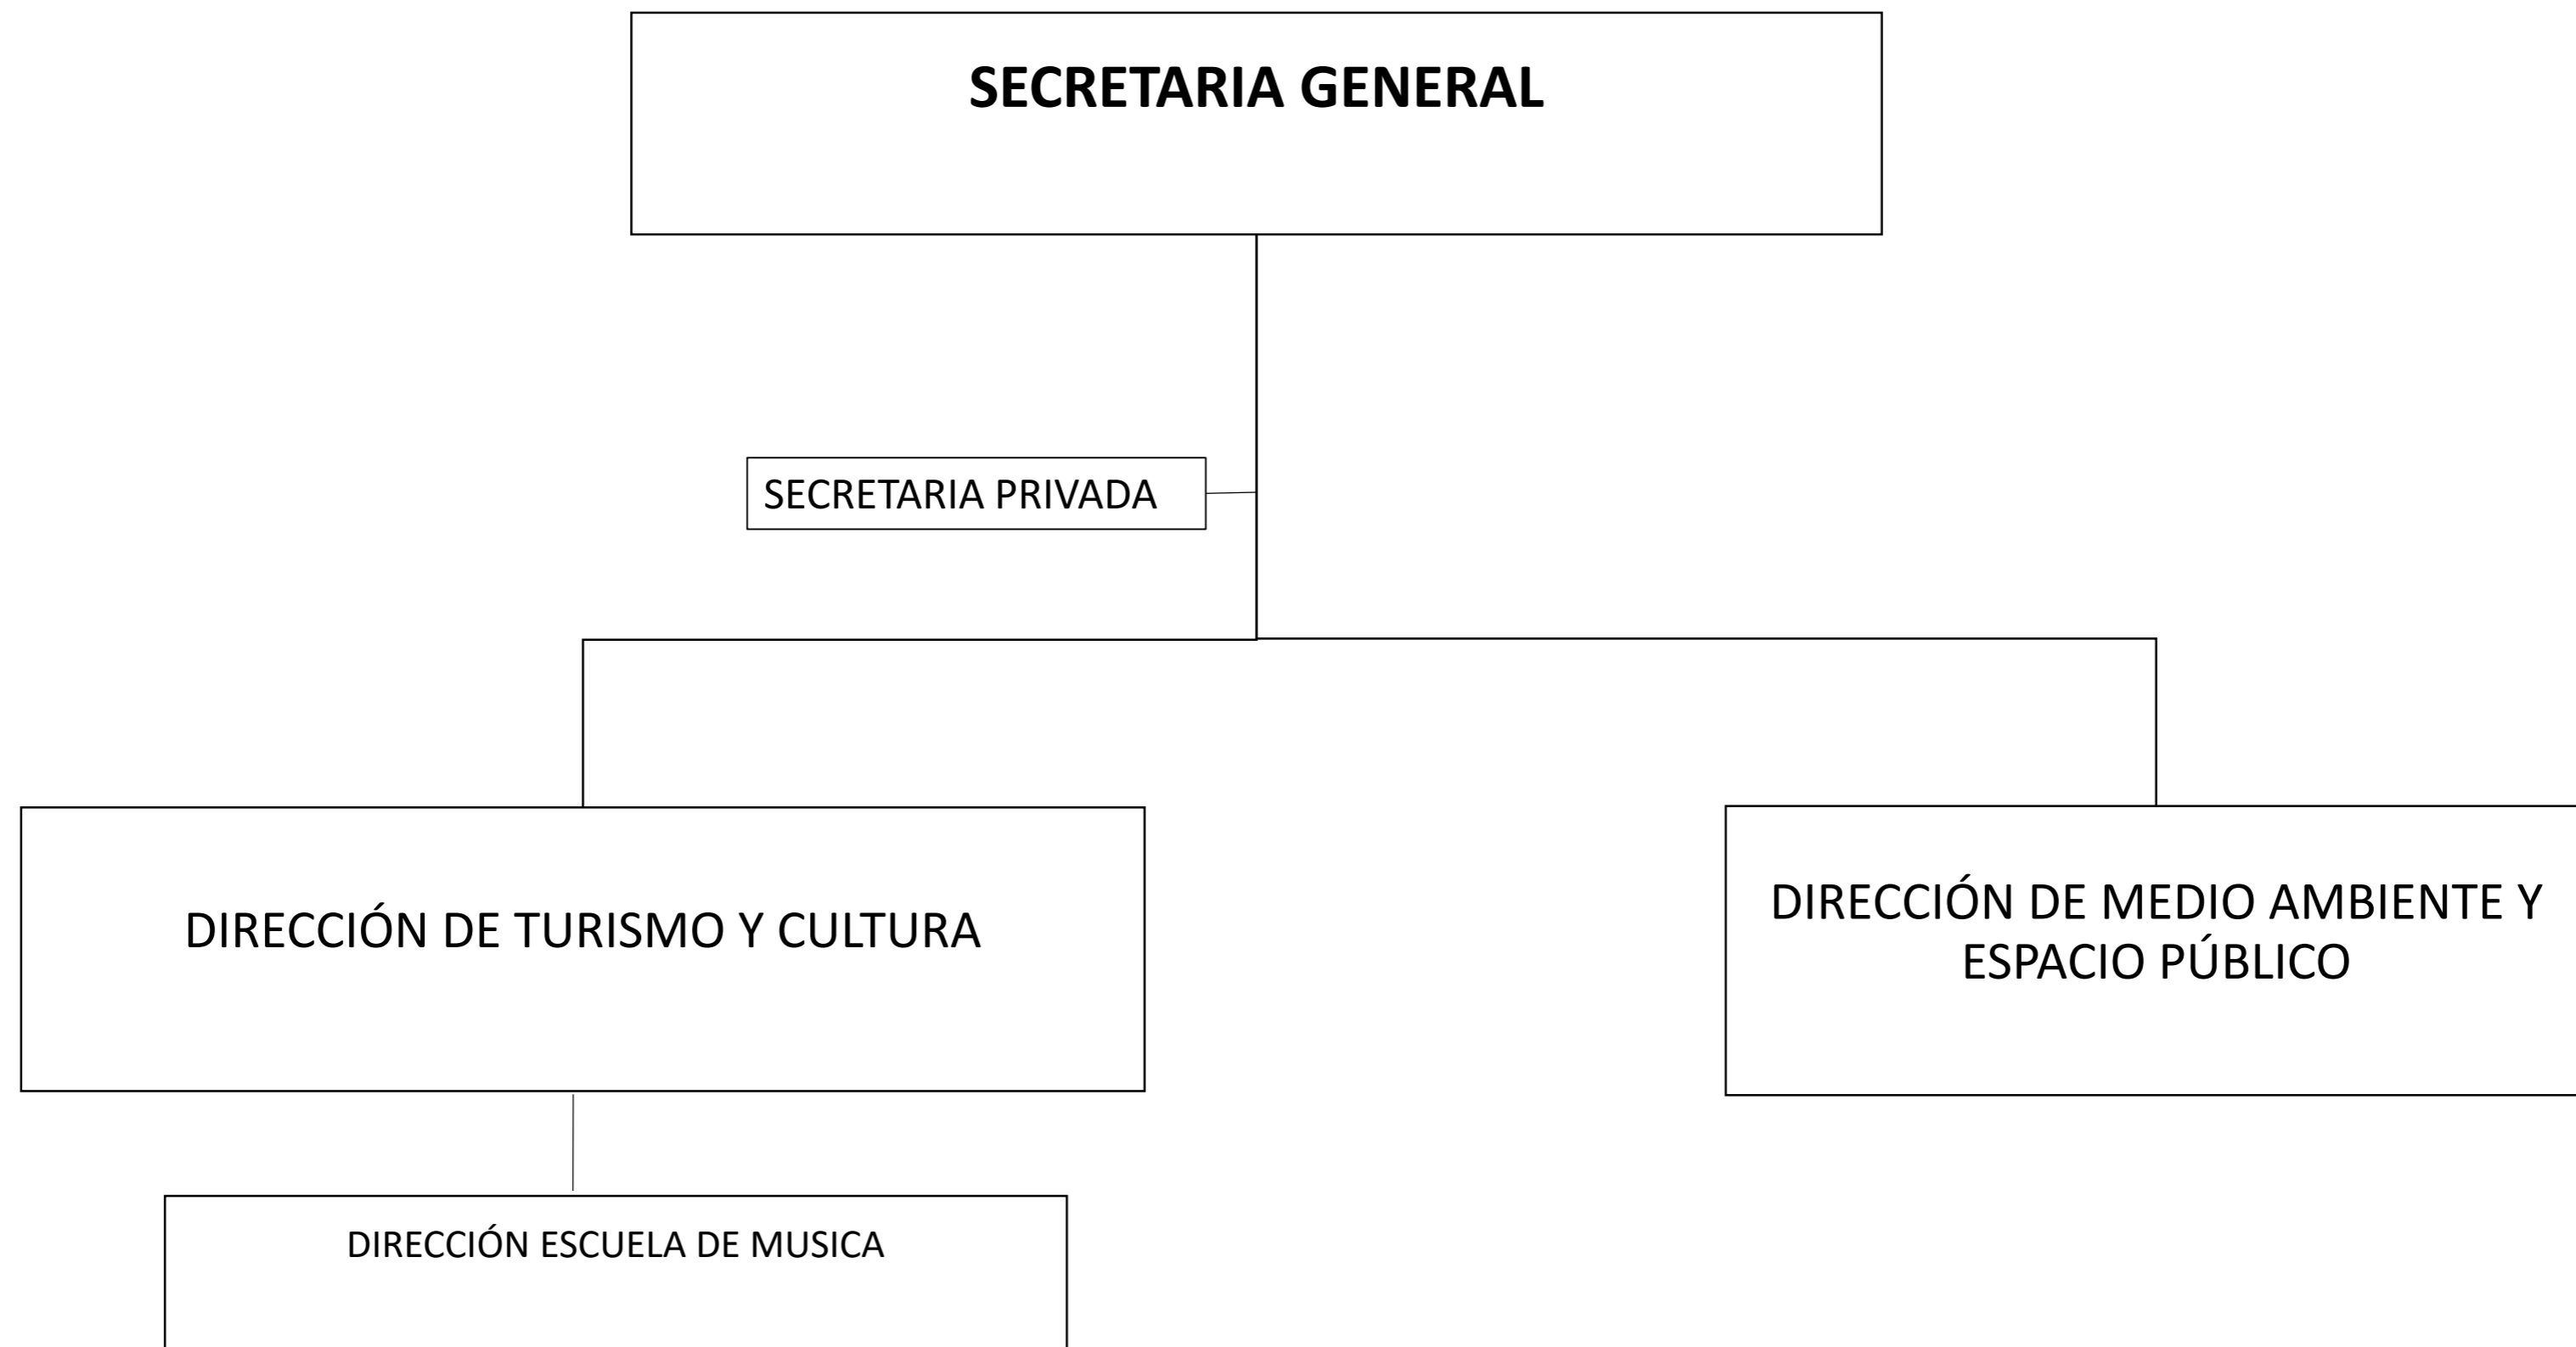 SECRETARIA GENERAL
SECRETARIA PRIVADA
DIRECCIÓN DE TURISMO Y CULTURA
DIRECCIÓN DE MEDIO AMBIENTE Y
ESPACIO PÚBLICO
DIRECCIÓN ESCUELA DE MUSICA